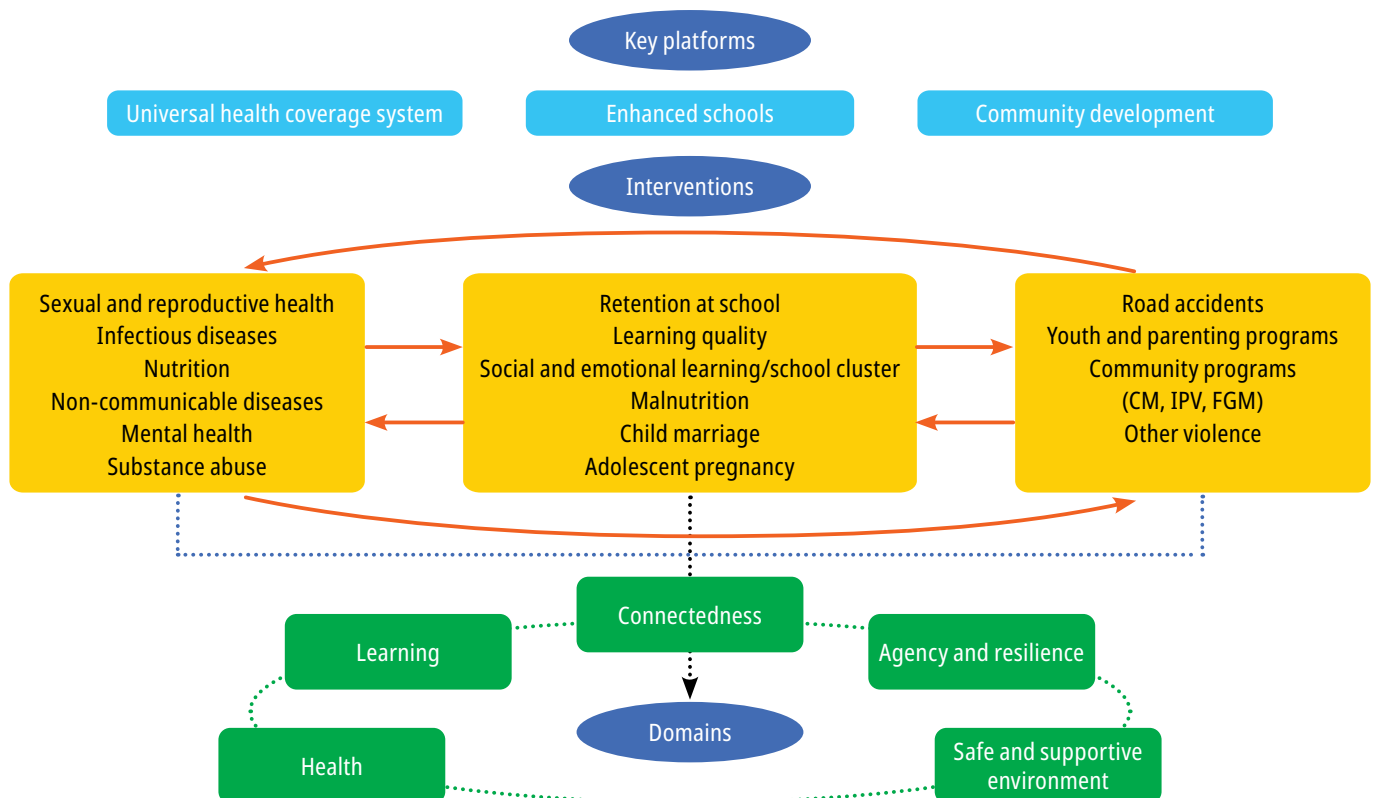 Key platforms
Universal health coverage system
Enhanced schools
Community development
Interventions
Sexual and reproductive health
Infectious diseases
Nutrition
Non-communicable diseases
Mental health
Substance abuse
Retention at school
Learning quality
Social and emotional learning/school cluster
Malnutrition
Child marriage
Adolescent pregnancy
Road accidents
Youth and parenting programs
Community programs
(CM, IPV, FGM)
Other violence
Connectedness
Learning
Agency and resilience
Domains
Health
Safe and supportive
environment